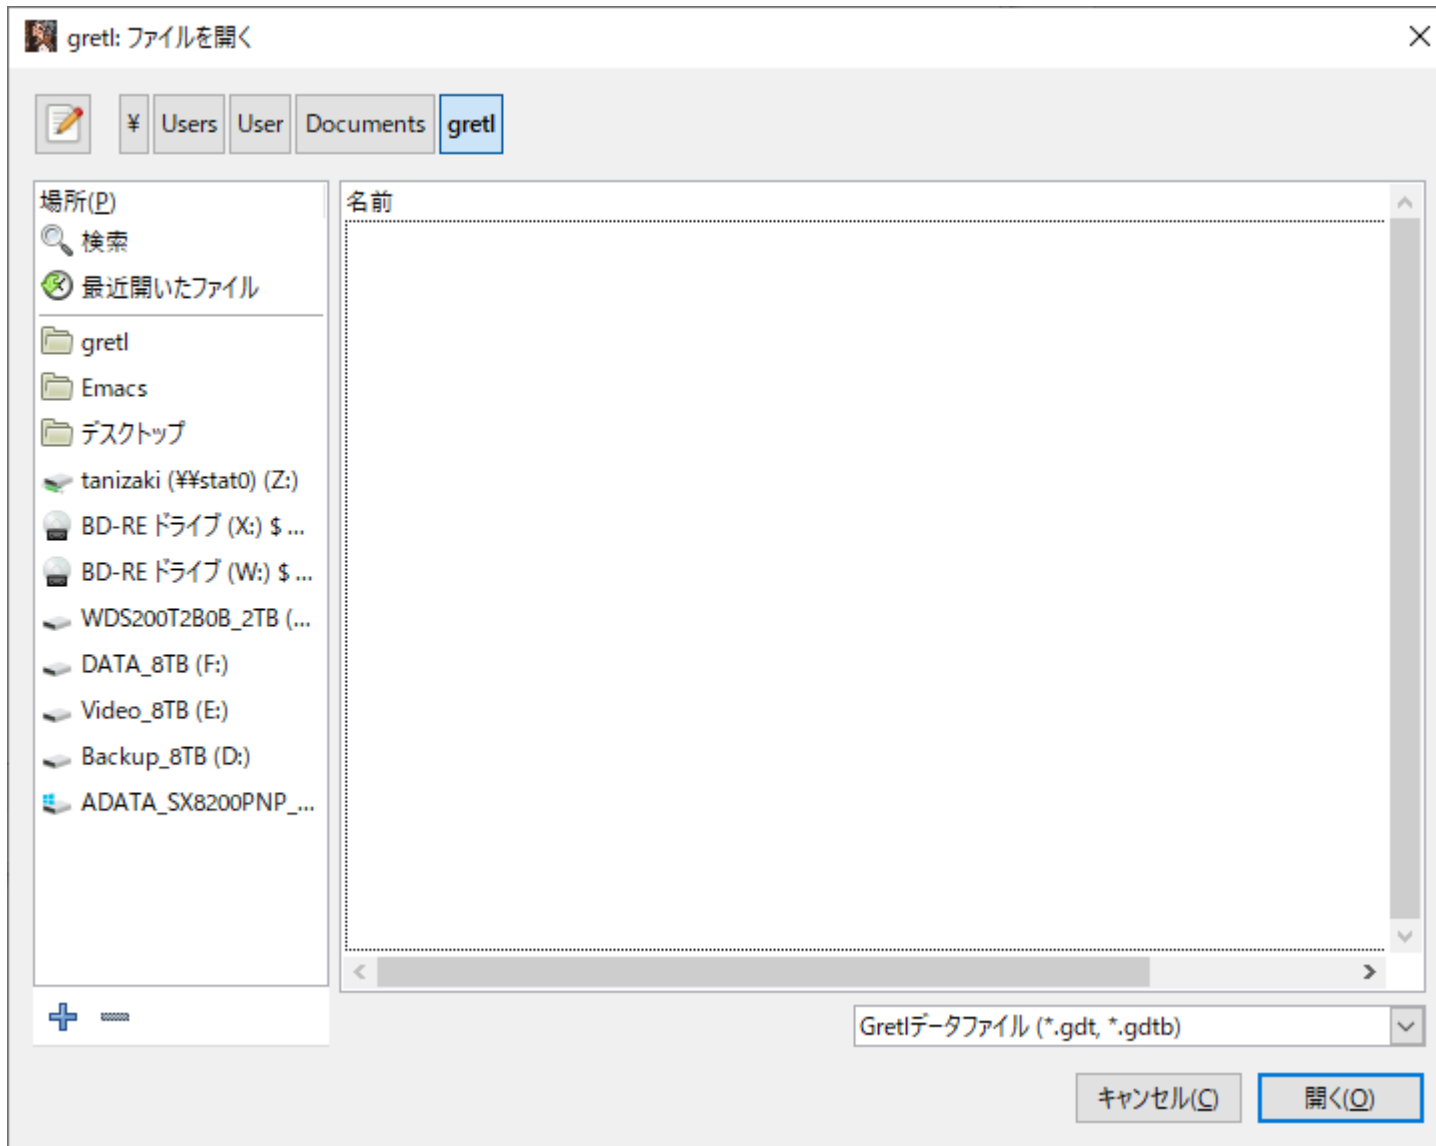 gretl: ファイルを開く
¥ Users User Documents gretl
場所(P)
検索
最近開いたファイル
gretl
Emacs
デスクトップ
tanizaki (¥¥stat0) (Z:)
BD-RE ドライブ (X:) $ ...
BD-RE ドライブ (W:) $ ...
WDS200T2B0B_2TB (...
DATA_8TB (F:)
Video_8TB (E:)
Backup_8TB (D:)
ADATA_SX8200PNP_...
名前
Gretlデータファイル (*.gdt, *.gdtb)
キャンセル(C) 開く(O)